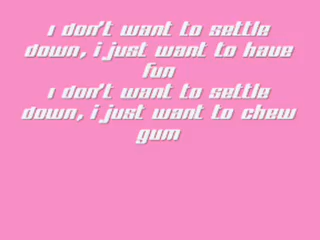 i don't want to settle
down, i just want to have
fun
i don't want to settle
down, i just want to chew
gum